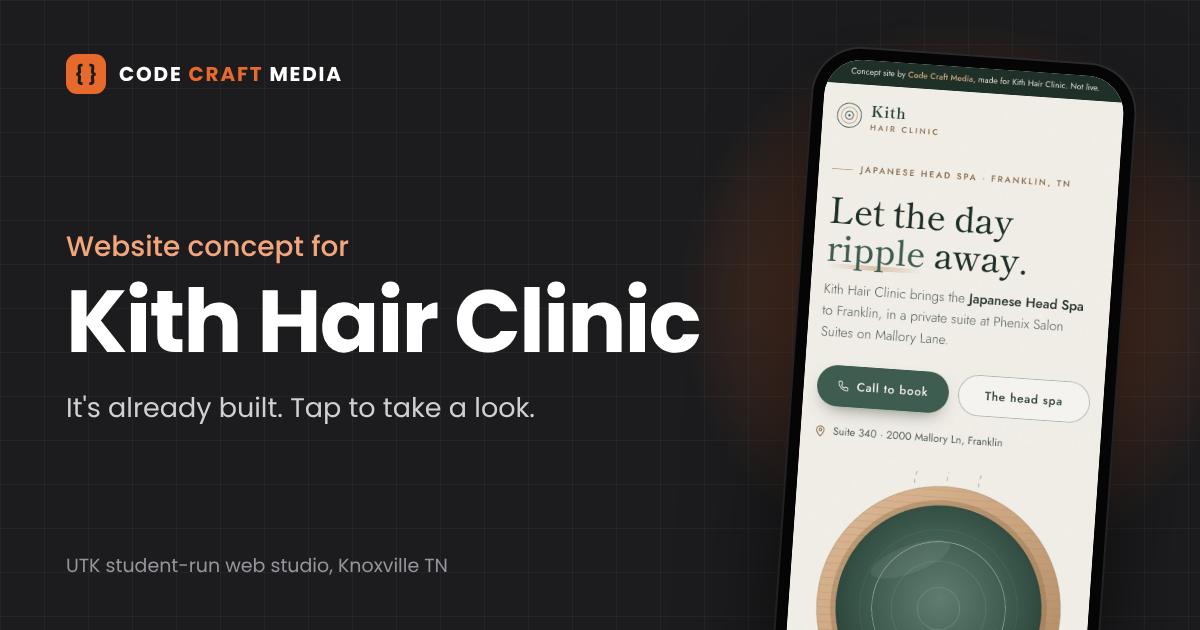 { } CODE CRAFT MEDIA
Website concept for
Kith Hair Clinic
It's already built. Tap to take a look.
UTK student-run web studio, Knoxville TN
Concept site by Code Craft Media, made for Kith Hair Clinic. Not live.
Kith
HAIR CLINIC
JAPANESE HEAD SPA · FRANKLIN, TN
Let the day
ripple away.
Kith Hair Clinic brings the Japanese Head Spa
to Franklin, in a private suite at Phenix Salon
Suites on Mallory Lane.
Call to book
The head spa
Suite 340 · 2000 Mallory Ln, Franklin